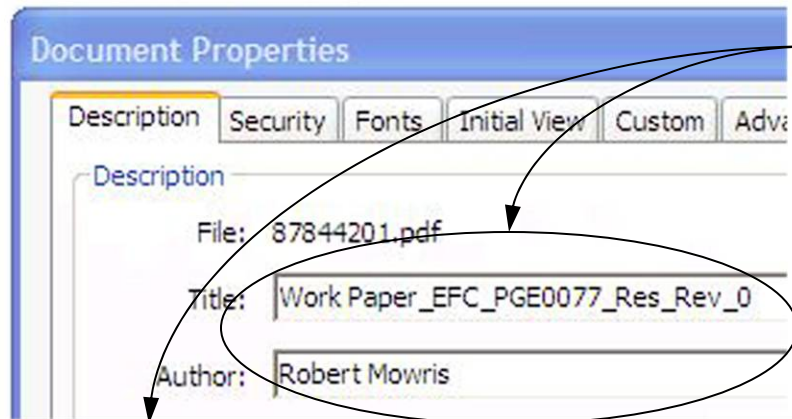 Document Properties
Description Security Fonts Initial View Custom
Description
File: 87844201.pdf
Title: Work Paper_EFC_PGE0077_Res_Rev_0
Author: Robert Mowris